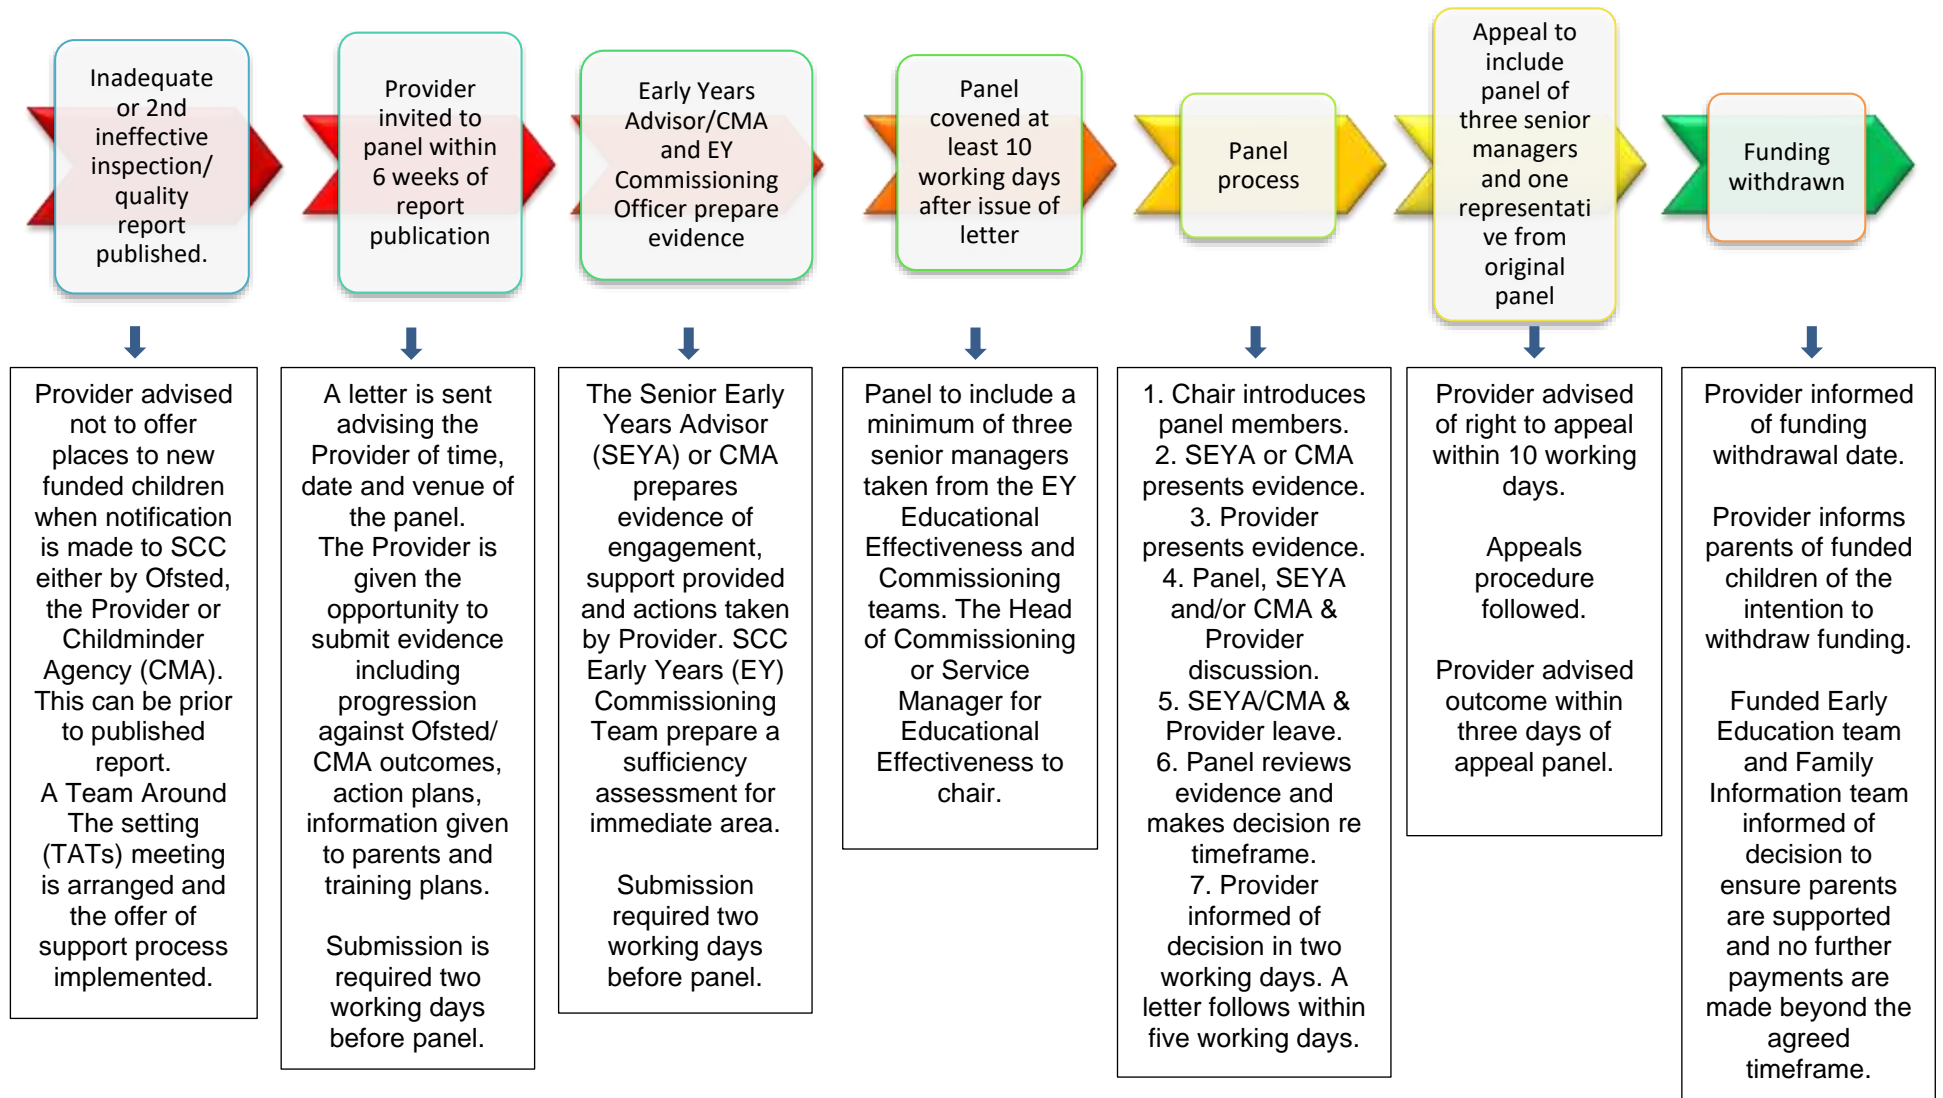 Inadequate
or 2nd
ineffective
inspection/
quality
report
published.
Provider
invited to
panel within
6 weeks of
report
publication
Early Years
Advisor/CMA
and EY
Commissioning
Officer prepare
evidence
Panel
covened at
least 10
working days
after issue of
letter
Panel
process
Appeal to
include
panel of
three senior
managers
and one
representati
ve from
original
panel
Funding
withdrawn
Provider advised
not to offer
places to new
funded children
when notification
is made to SCC
either by Ofsted,
the Provider or
Childminder
Agency (CMA).
This can be prior
to published
report.
A Team Around
The setting
(TATs) meeting
is arranged and
the offer of
support process
implemented.
A letter is sent
advising the
Provider of time,
date and venue of
the panel.
The Provider is
given the
opportunity to
submit evidence
including
progression
against Ofsted/
CMA outcomes,
action plans,
information given
to parents and
training plans.
Submission is
required two
working days
before panel.
The Senior Early
Years Advisor
(SEYA) or CMA
prepares
evidence of
engagement,
support provided
and actions taken
by Provider. SCC
Early Years (EY)
Commissioning
Team prepare a
sufficiency
assessment for
immediate area.
Submission
required two
working days
before panel.
Panel to include a
minimum of three
senior managers
taken from the EY
Educational
Effectiveness and
Commissioning
teams. The Head
of Commissioning
or Service
Manager for
Educational
Effectiveness to
chair.
1. Chair introduces
panel members.
2. SEYA or CMA
presents evidence.
3. Provider
presents evidence.
4. Panel, SEYA
and/or CMA &
Provider
discussion.
5. SEYA/CMA &
Provider leave.
6. Panel reviews
evidence and
makes decision re
timeframe.
7. Provider
informed of
decision in two
working days. A
letter follows within
five working days.
Provider advised
of right to appeal
within 10 working
days.
Appeals
procedure
followed.
Provider advised
outcome within
three days of
appeal panel.
Provider informed
of funding
withdrawal date.
Provider informs
parents of funded
children of the
intention to
withdraw funding.
Funded Early
Education team
and Family
Information team
informed of
decision to
ensure parents
are supported
and no further
payments are
made beyond the
agreed
timeframe.